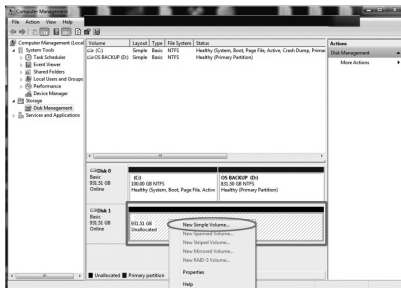 Computer Management
File Action View Help
Computer Management (Local
System Tools
Task Scheduler
Event Viewer
Shared Folders
Local Users and Groups
Performance
Device Manager
Storage
Disk Management
Services and Applications
Volume Layout Type File System Status
(C:) Simple Basic NTFS Healthy (System, Boot, Page File, Active, Crash Dump, Prime
OS BACKUP (D:) Simple Basic NTFS Healthy (Primary Partition)
Actions
Disk Management
More Actions
Disk 0
Basic
931.51 GB
Online
(C:)
100.00 GB NTFS
Healthy (System, Boot, Page File, Active
OS BACKUP (D:)
831.50 GB NTFS
Healthy (Primary Partition)
Disk 1
Basic
931.51 GB
Online
931.51 GB
Unallocated
New Simple Volume...
New Spanned Volume...
New Striped Volume...
New Mirrored Volume...
New RAID-5 Volume...
Properties
Help
Unallocated Primary partition